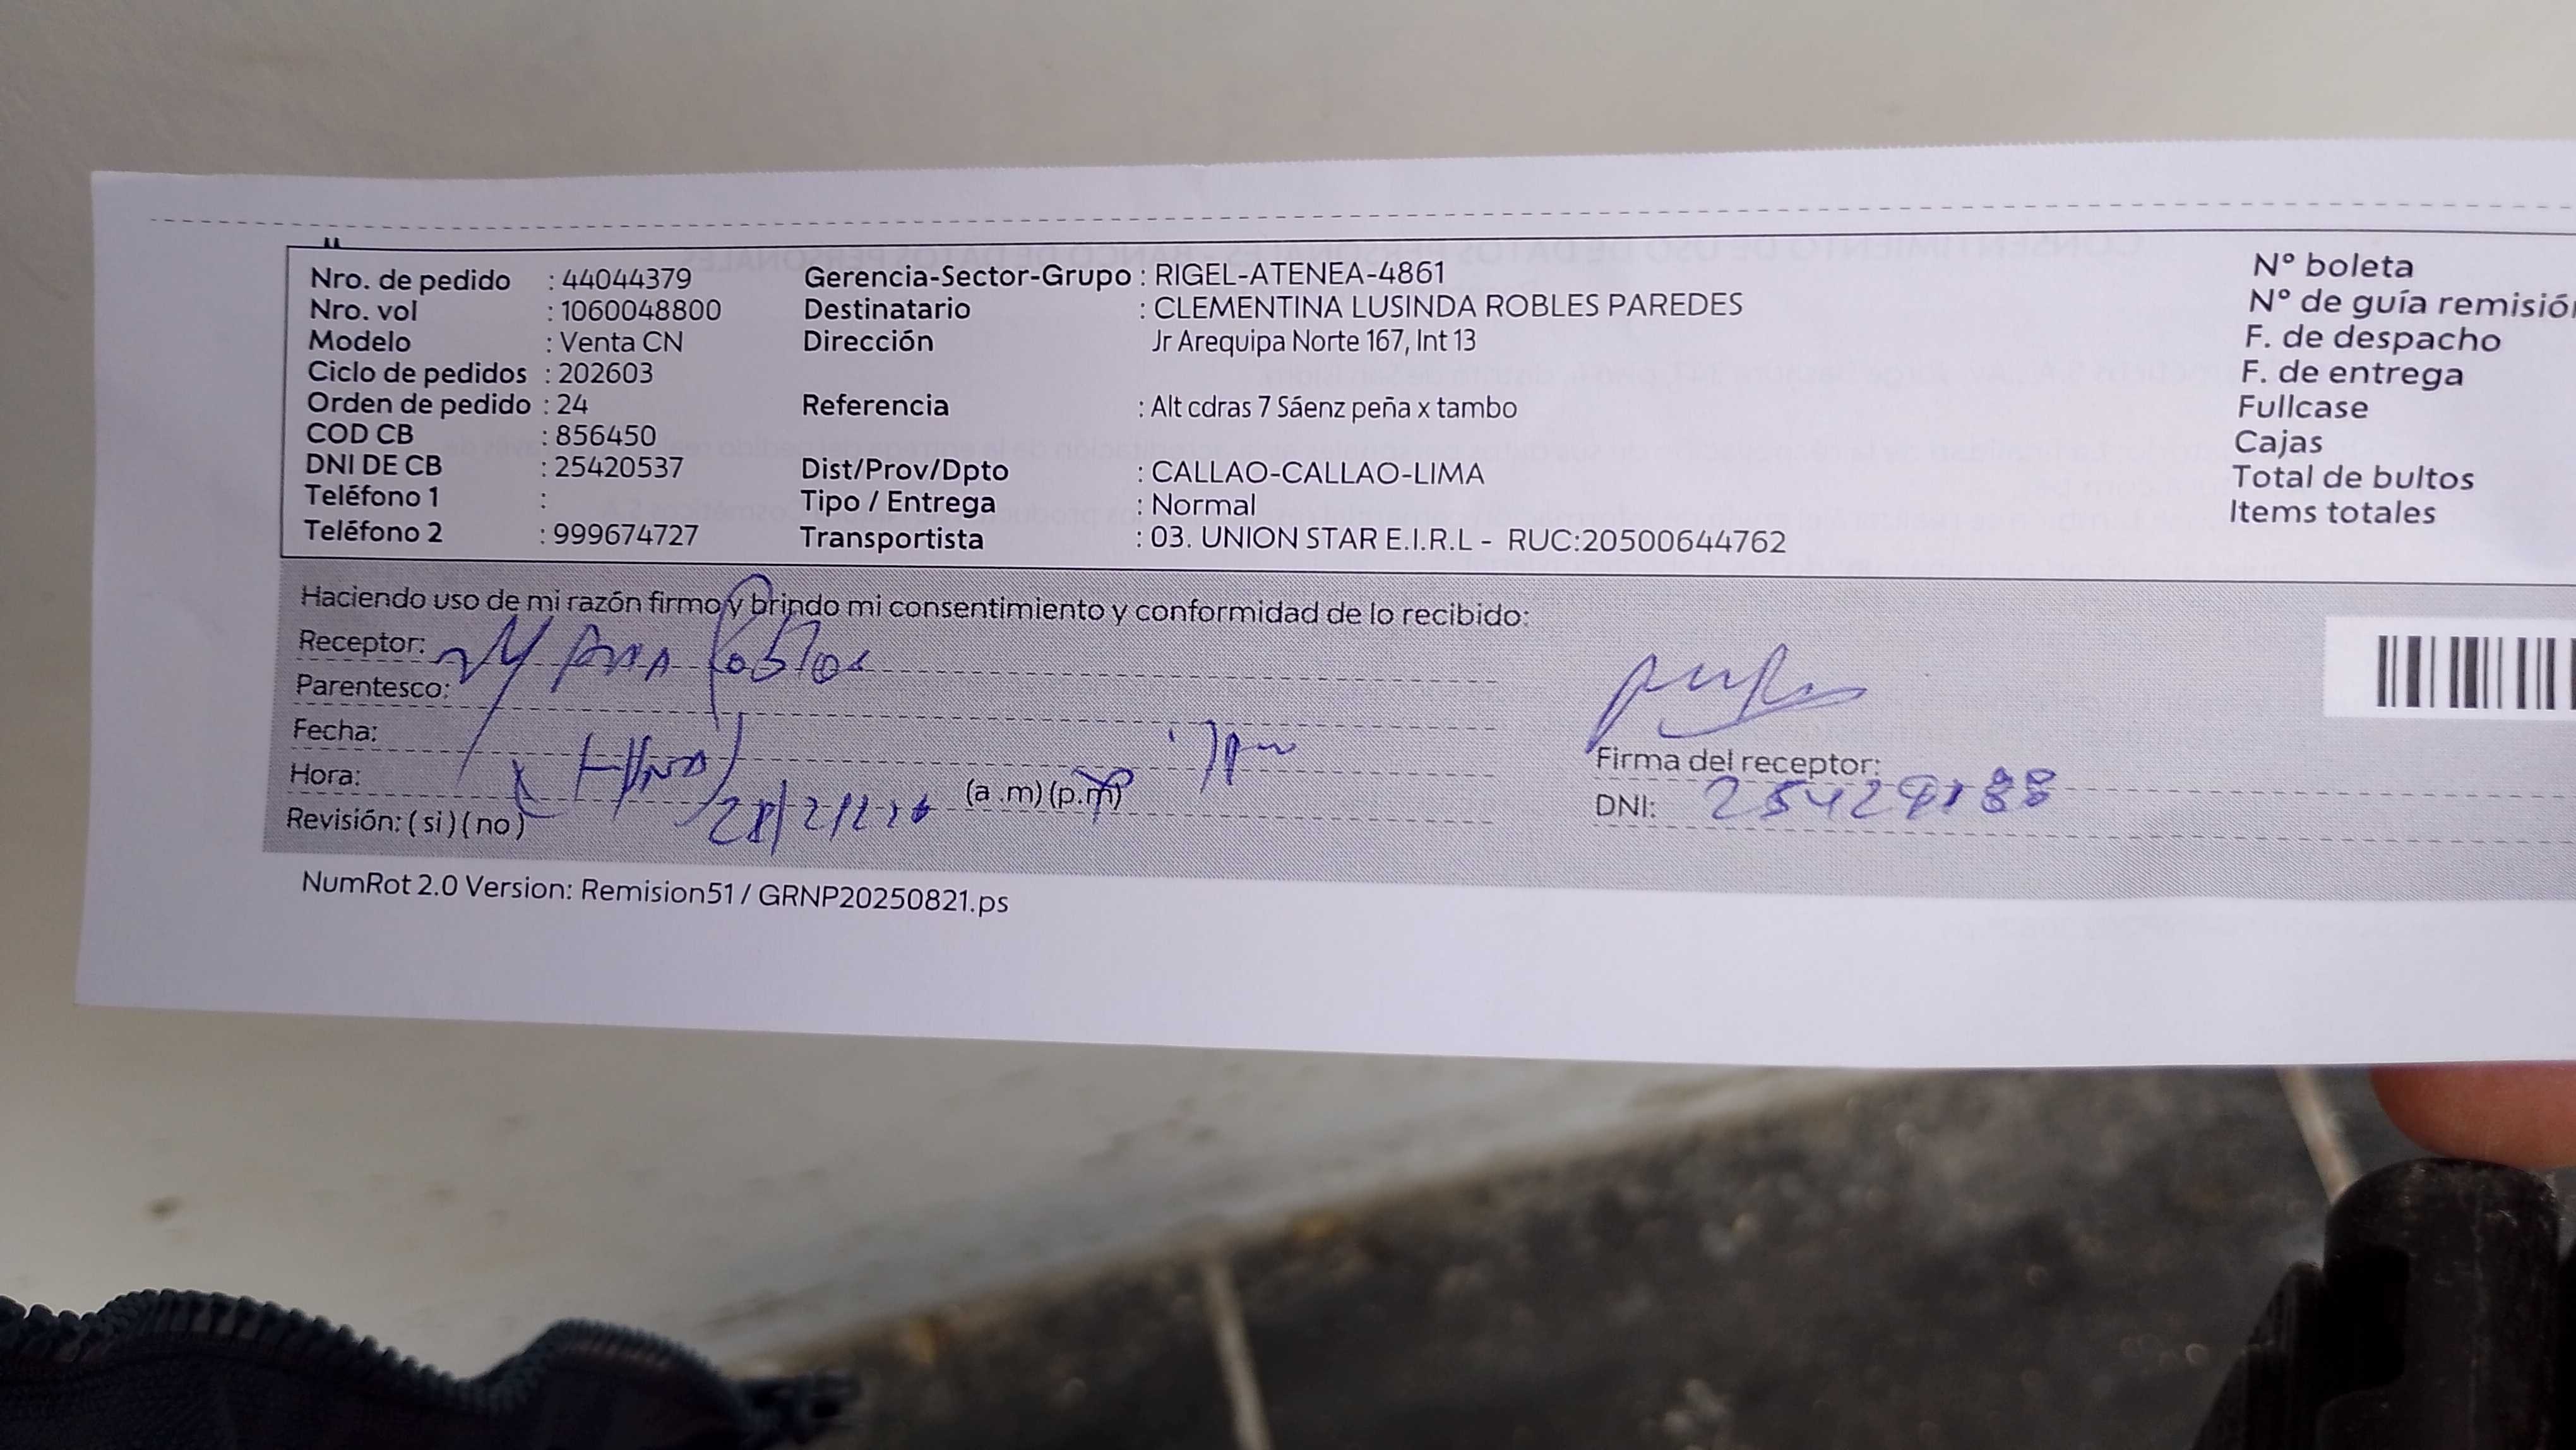 Nro. de pedido : 44044379 Gerencia-Sector-Grupo : RIGEL-ATENEA-4861 N° boleta
Nro. vol : 1060048800 Destinatario : CLEMENTINA LUSINDA ROBLES PAREDES N° de guía remisión
Modelo : Venta CN Dirección Jr Arequipa Norte 167, Int 13 F. de despacho
Ciclo de pedidos : 202603 F. de entrega
Orden de pedido : 24 Referencia : Alt cdras 7 Sáenz peña x tambo Fullcase
COD CB : 856450 Cajas
DNI DE CB : 25420537 Dist/Prov/Dpto : CALLAO-CALLAO-LIMA Total de bultos
Teléfono 1 : Tipo / Entrega : Normal Items totales
Teléfono 2 : 999674727 Transportista : 03. UNION STAR E.I.R.L - RUC:20500644762
Haciendo uso de mi razón firmo y brindo mi consentimiento y conformidad de lo recibido:
Receptor: Robles
Parentesco:
Fecha:
Hora: (a .m) (p.m)
Revisión: ( si ) ( no )
Firma del receptor:
DNI:
NumRot 2.0 Version: Remision51 / GRNP20250821.ps